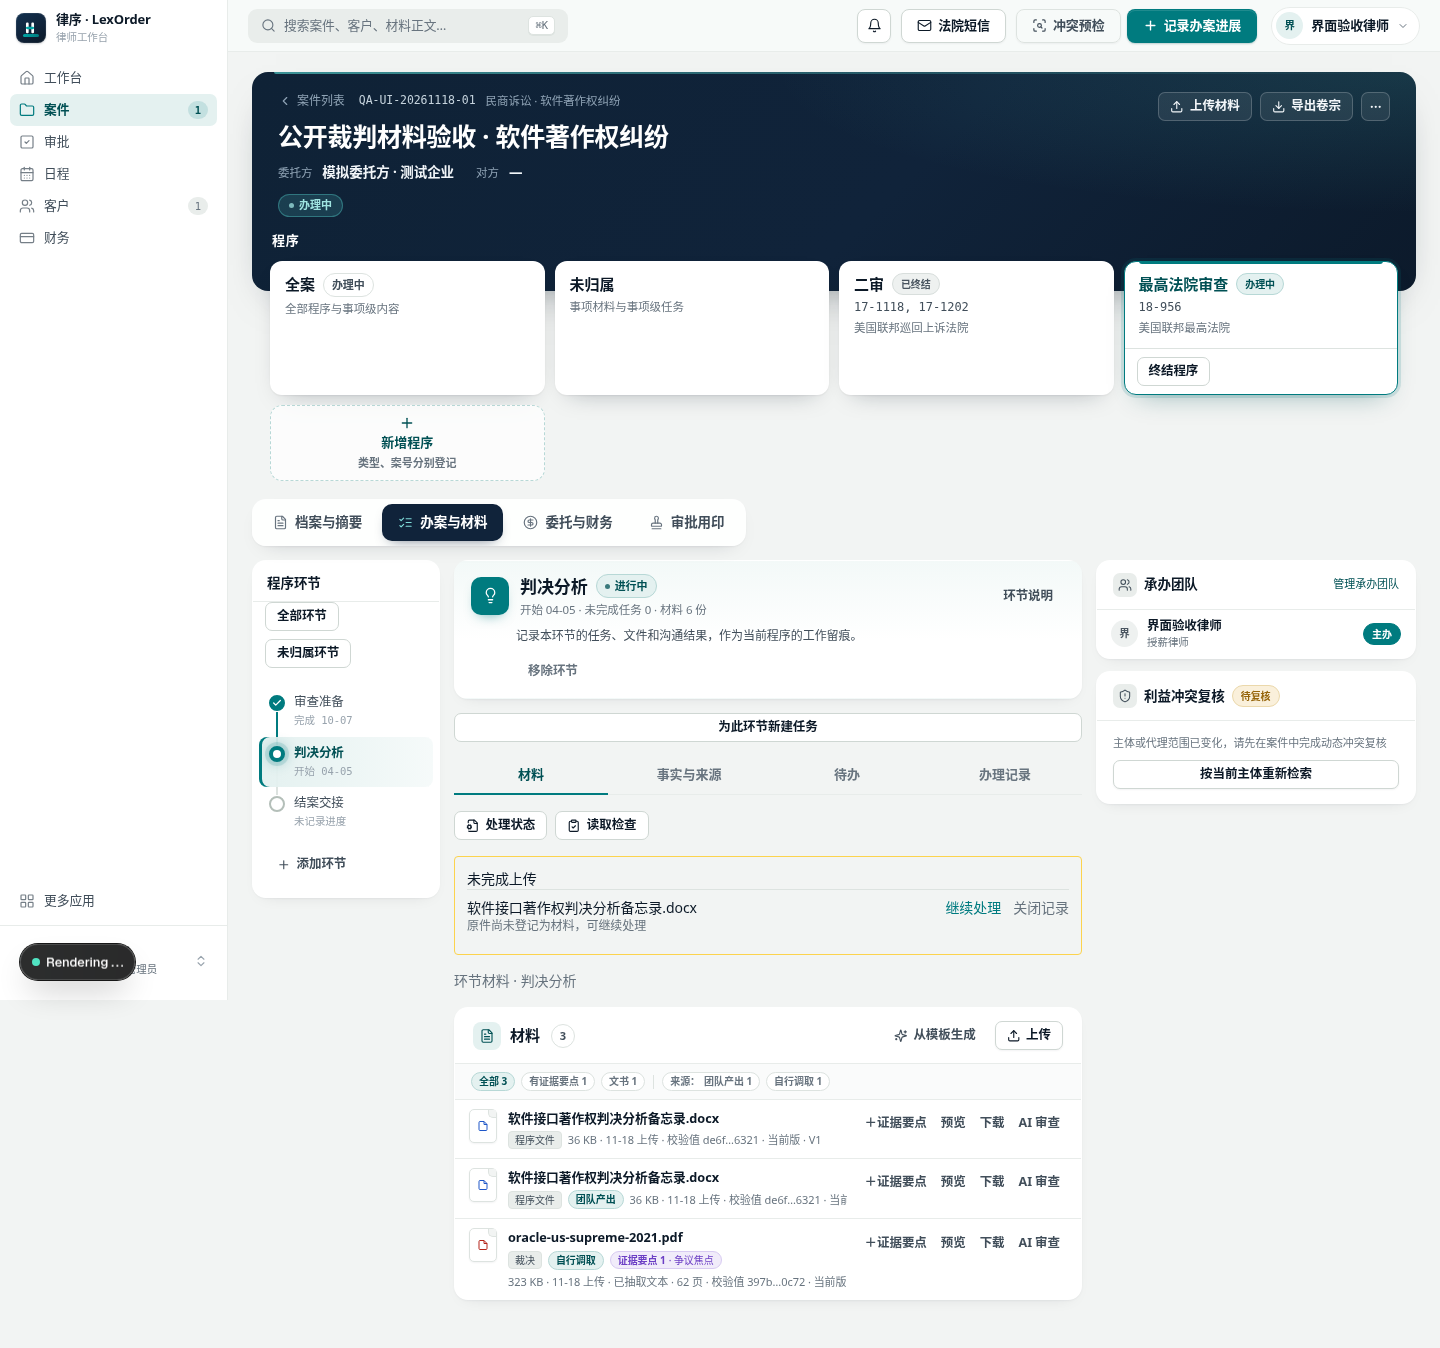 律序 · LexOrder
律师工作台
工作台
案件 1
审批
日程
客户 1
财务
更多应用
Rendering ...
管理员
搜索案件、客户、材料正文... ⌘K
法院短信
冲突预检
记录办案进展
界 界面验收律师
案件列表 QA-UI-20261118-01 民商诉讼 · 软件著作权纠纷
上传材料 导出卷宗 ...
公开裁判材料验收 · 软件著作权纠纷
委托方 模拟委托方 · 测试企业 对方 —
办理中
程序
全案 办理中
全部程序与事项级内容
未归属
事项材料与事项级任务
二审 已终结
17-1118, 17-1202
美国联邦巡回上诉法院
最高法院审查 办理中
18-956
美国联邦最高法院
终结程序
新增程序
类型、案号分别登记
档案与摘要 办案与材料 委托与财务 审批用印
程序环节
全部环节
未归属环节
审查准备
完成 10-07
判决分析
开始 04-05
结案交接
未记录进度
添加环节
判决分析 进行中
开始 04-05 · 未完成任务 0 · 材料 6 份
环节说明
记录本环节的任务、文件和沟通结果，作为当前程序的工作留痕。
移除环节
为此环节新建任务
材料 事实与来源 待办 办理记录
处理状态 读取检查
未完成上传
软件接口著作权判决分析备忘录.docx 继续处理 关闭记录
原件尚未登记为材料，可继续处理
环节材料 · 判决分析
材料 3 从模板生成 上传
全部 3 有证据要点 1 文书 1 来源： 团队产出 1 自行调取 1
软件接口著作权判决分析备忘录.docx
程序文件 36 KB · 11-18 上传 · 校验值 de6f...6321 · 当前版 · V1
＋证据要点 预览 下载 AI 审查
软件接口著作权判决分析备忘录.docx
程序文件 团队产出 36 KB · 11-18 上传 · 校验值 de6f...6321 · 当前
＋证据要点 预览 下载 AI 审查
oracle-us-supreme-2021.pdf
裁决 自行调取 证据要点 1 · 争议焦点
323 KB · 11-18 上传 · 已抽取文本 · 62 页 · 校验值 397b...0c72 · 当前版
＋证据要点 预览 下载 AI 审查
承办团队 管理承办团队
界 界面验收律师
授薪律师
主办
利益冲突复核 待复核
主体或代理范围已变化，请先在案件中完成动态冲突复核
按当前主体重新检索